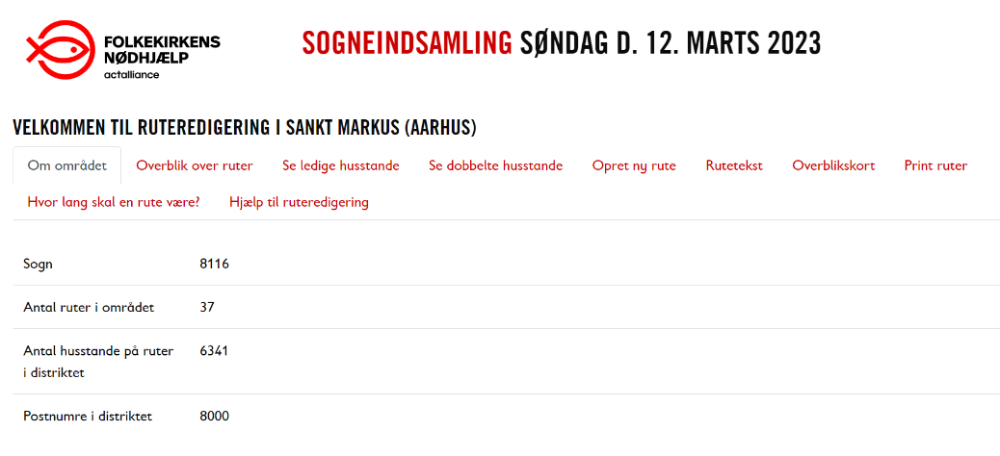 FOLKEKIRKENS
NØDHJÆLP
actalliance
SOGNEINDSAMLING SØNDAG D. 12. MARTS 2023
VELKOMMEN TIL RUTEREDIGERING I SANKT MARKUS (AARHUS)
Om området Overblik over ruter Se ledige husstande Se dobbelte husstande Opret ny rute Rutetekst Overblikskort Print ruter
Hvor lang skal en rute være? Hjælp til ruteredigering
Sogn 8116
Antal ruter i området 37
Antal husstande på ruter 6341
i distriktet
Postnumre i distriktet 8000